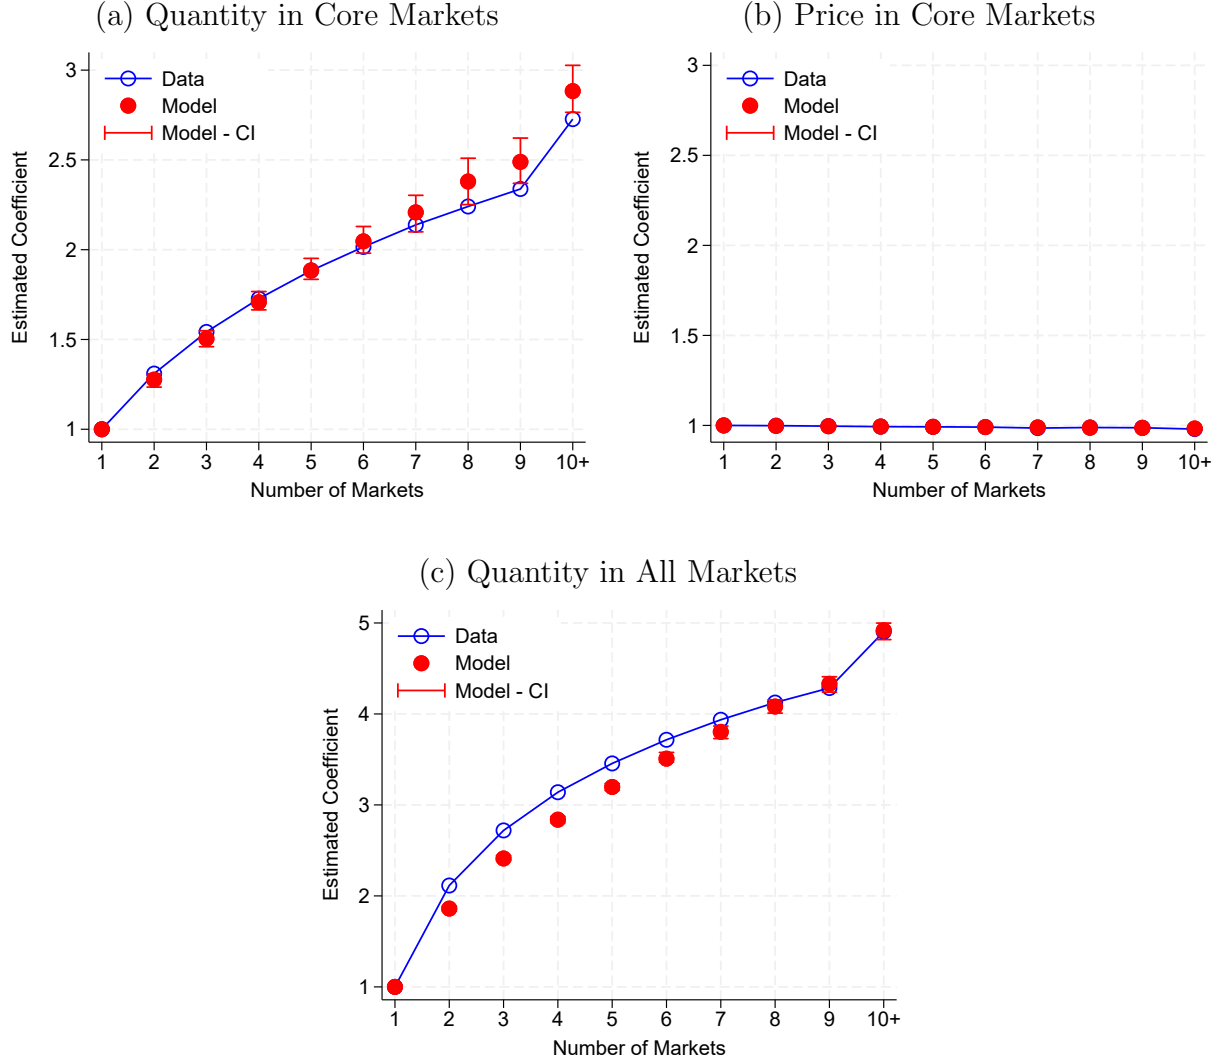 (a) Quantity in Core Markets
3
2.5
2
1.5
1
Estimated Coefficient
Data
Model
Model - CI
1 2 3 4 5 6 7 8 9 10+
Number of Markets
(b) Price in Core Markets
3
2.5
2
1.5
1
Estimated Coefficient
Data
Model
Model - CI
1 2 3 4 5 6 7 8 9 10+
Number of Markets
(c) Quantity in All Markets
5
4
3
2
1
Estimated Coefficient
Data
Model
Model - CI
1 2 3 4 5 6 7 8 9 10+
Number of Markets